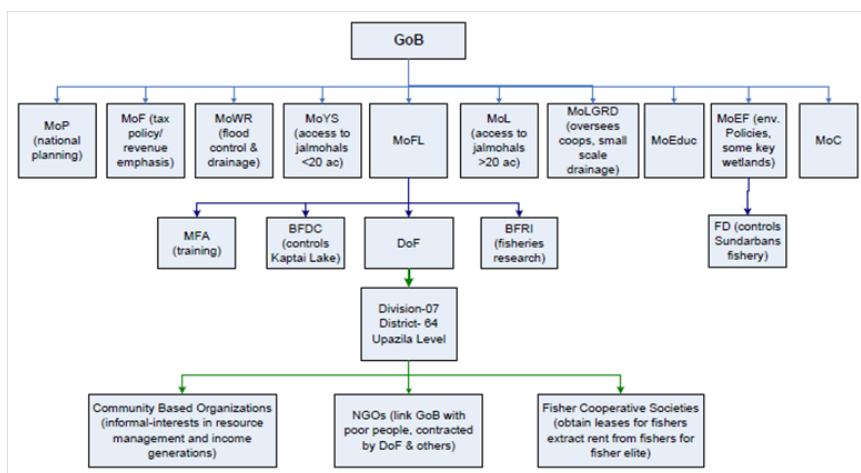 GoB
MoP
(national
planning)
MoF (tax
policy/
revenue
emphasis)
MoWR
(flood
control &
drainage)
MoYS
(access to
jalmohals
<20 ac)
MoFL
MoL
(access to
jalmohals
>20 ac)
MoLGRD
(oversees
coops, small
scale
drainage)
MoEduc
MoEF (env.
Policies,
some key
wetlands)
MoC
MFA
(training)
BFDC
(controls
Kaptai Lake)
DoF
BFRI
(fisheries
research)
FD (controls
Sundarbans
fishery)
Division-07
District- 64
Upazila Level
Community Based Organizations
(informal-interests in resource
management and income
generations)
NGOs (link GoB with
poor people, contracted
by DoF & others)
Fisher Cooperative Societies
(obtain leases for fishers
extract rent from fishers for
fisher elite)